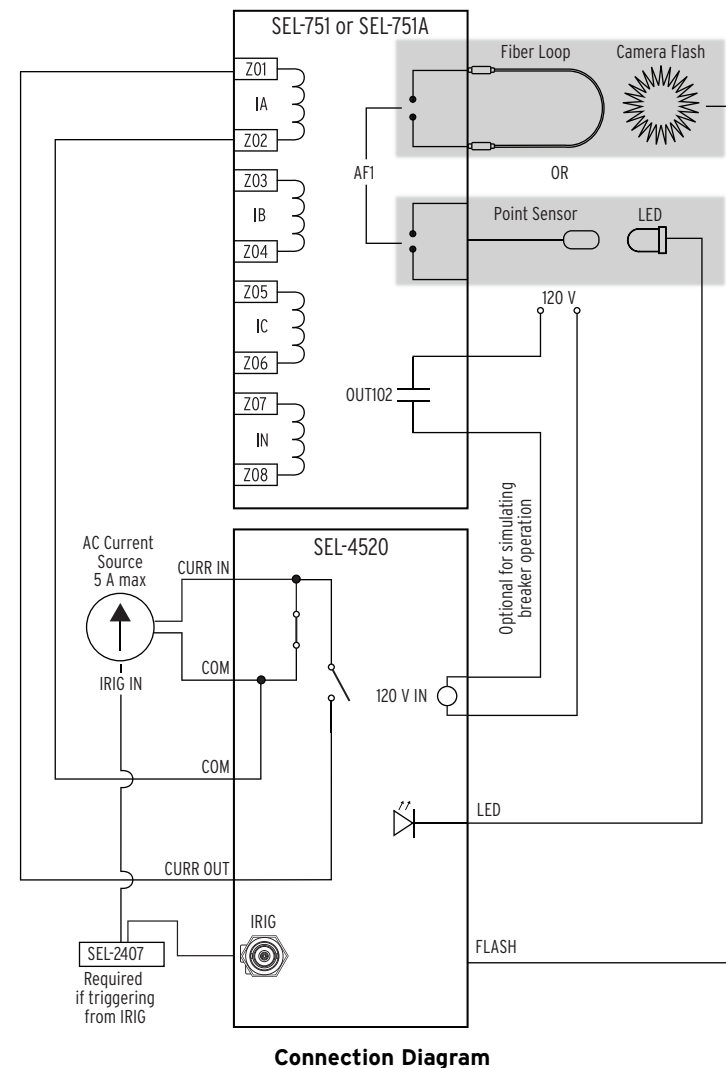 SEL-751 or SEL-751A
Fiber Loop
Camera Flash
Z01
IA
Z02
AF1
OR
Z03
IB
Z04
Point Sensor
LED
Z05
IC
Z06
120 V
OUT102
Z07
IN
Z08
Optional for simulating
breaker operation
SEL-4520
AC Current
Source
5 A max
CURR IN
COM
IRIG IN
120 V IN
COM
LED
CURR OUT
IRIG
FLASH
SEL-2407
Required
if triggering
from IRIG
Connection Diagram